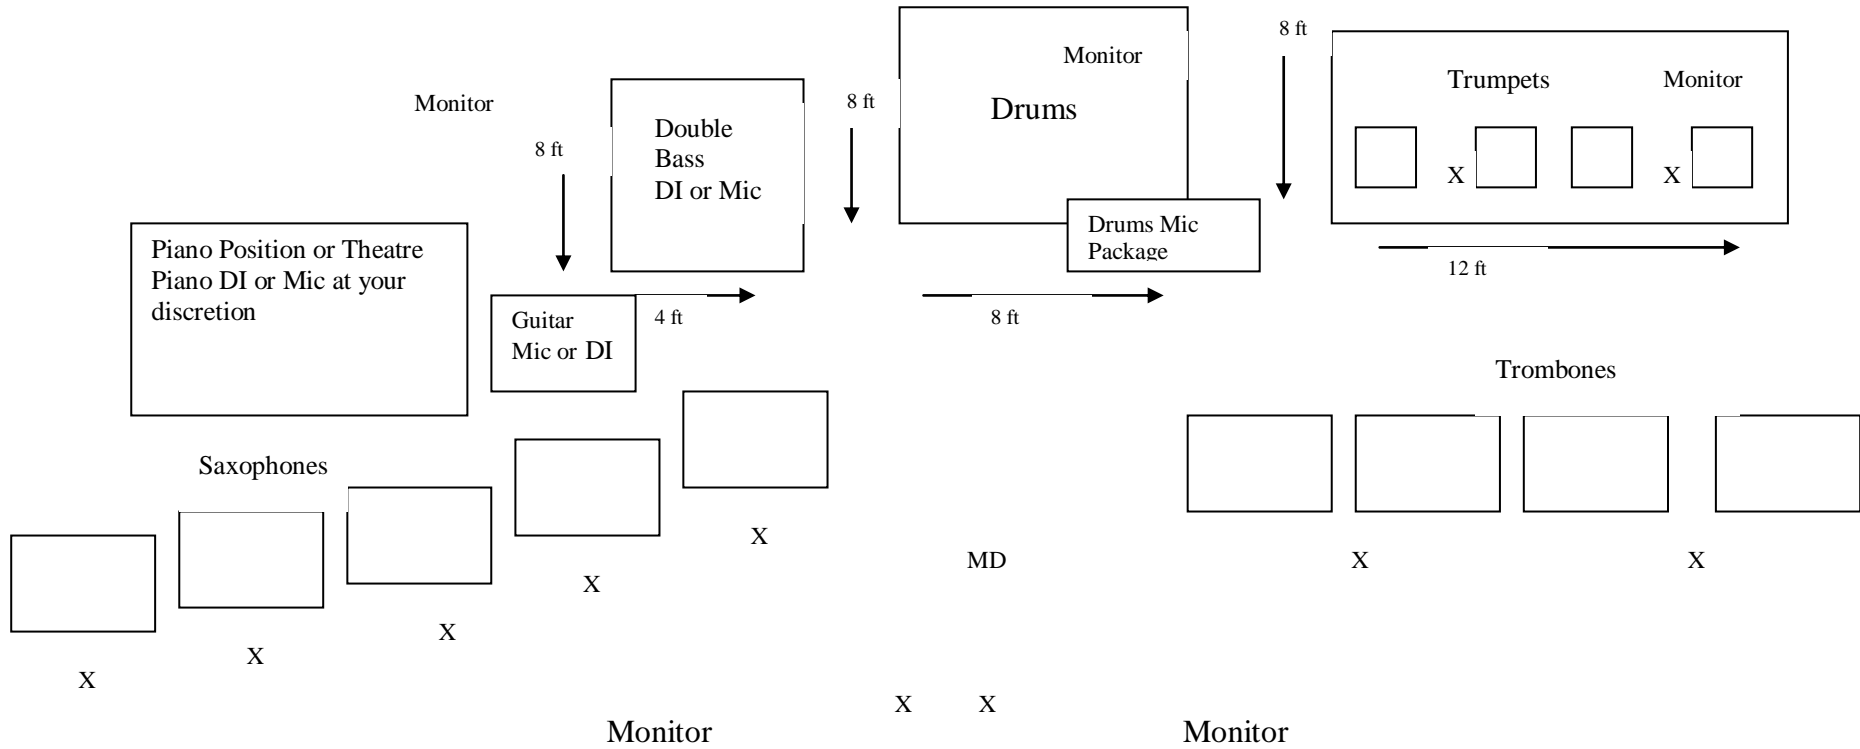 8 ft
Monitor
8 ft
Trumpets
Monitor
Monitor
8 ft
Drums
Double
Bass
DI or Mic
8 ft
X
X
Piano Position or Theatre
Piano DI or Mic at your
discretion
Drums Mic
Package
12 ft
Guitar
Mic or DI
4 ft
8 ft
Trombones
Saxophones
X
X
X
X
X
MD
X
X
X
X
Monitor
Monitor